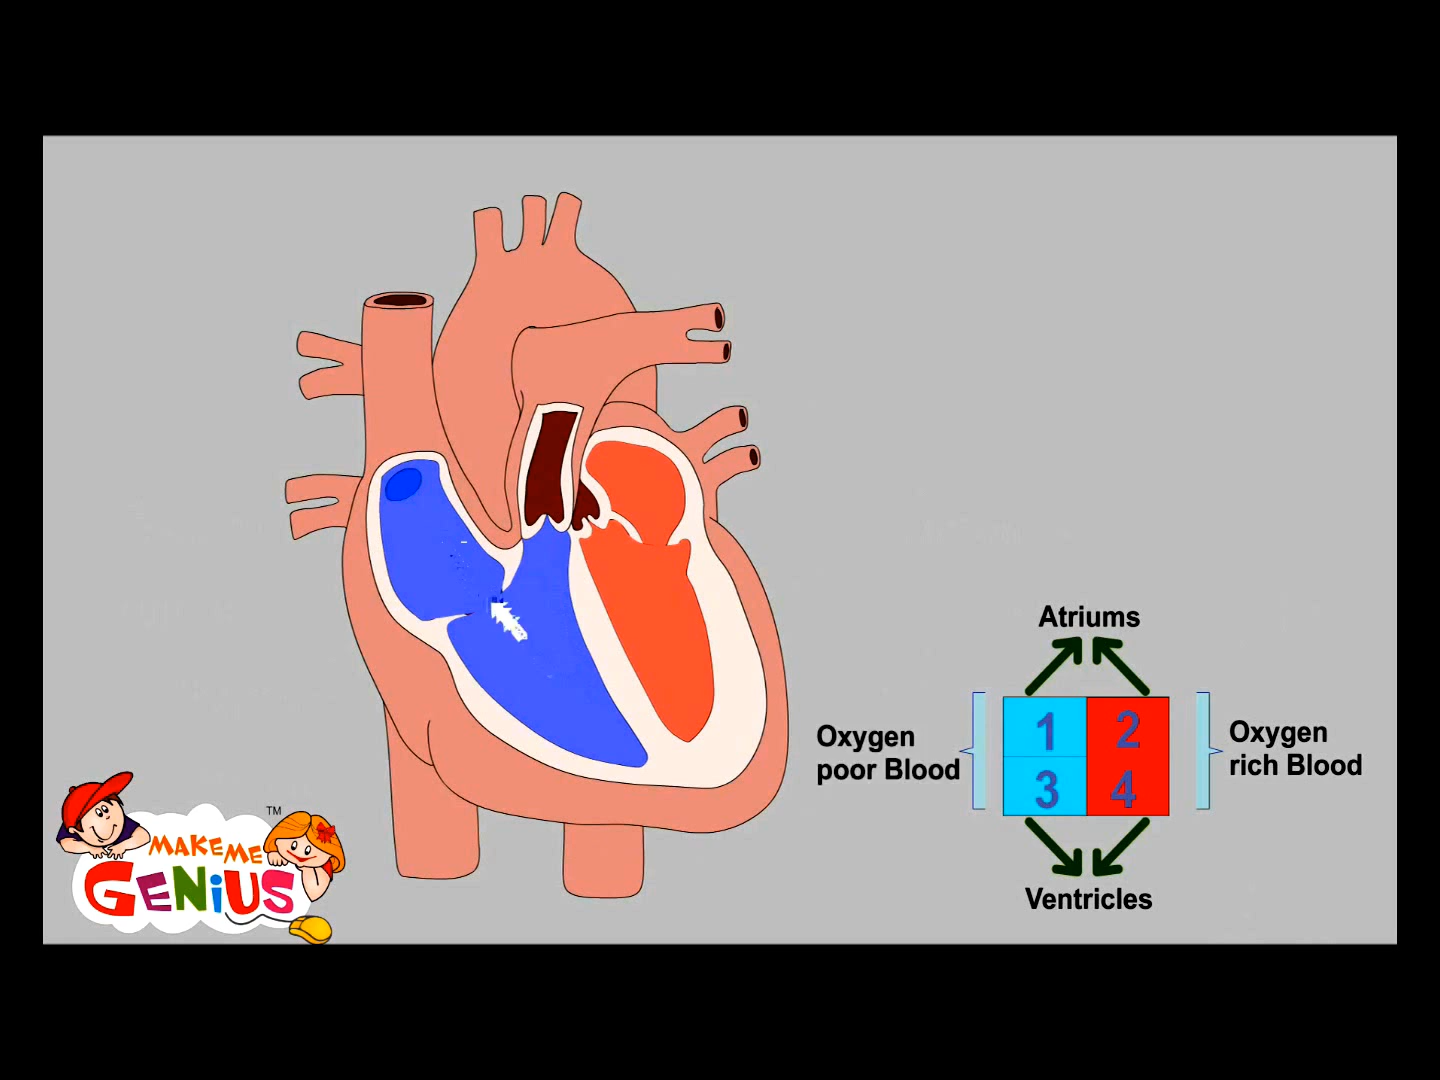 Atriums
1 2
Oxygen
poor Blood
Oxygen
rich Blood
3 4
Ventricles
MAKE ME
GENiUS
TM